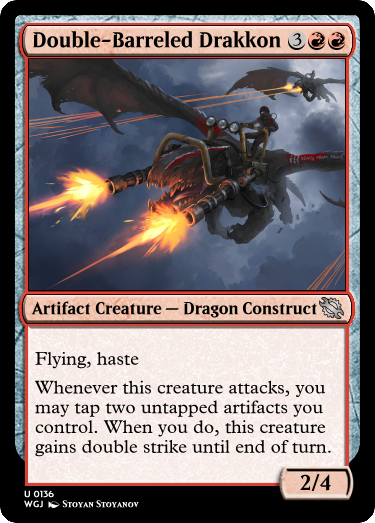 Double-Barreled Drakkon 3
Artifact Creature — Dragon Construct
Flying, haste
Whenever this creature attacks, you
may tap two untapped artifacts you
control. When you do, this creature
gains double strike until end of turn.
2/4
U 0136
WGJ Stoyan Stoyanov